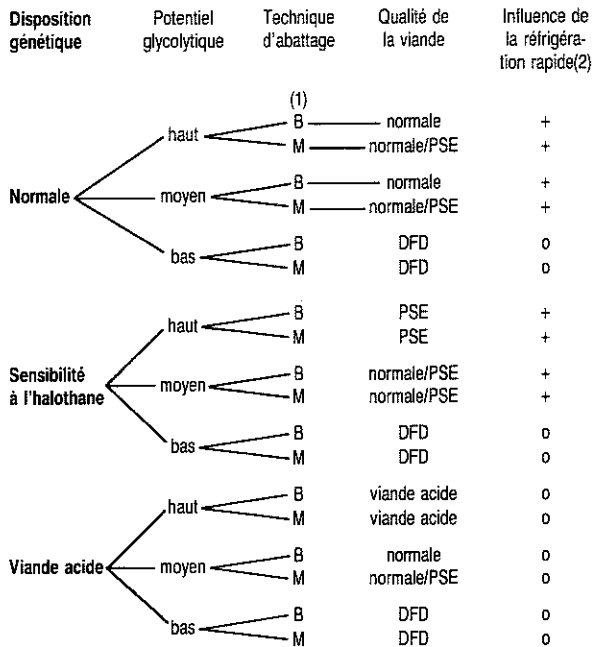 Disposition Potentiel Technique Qualité de Influence de
génétique glycolytique d'abattage la viande la réfrigéra-
tion rapide(2)
(1)
B normale +
haut
M normale/PSE +
B normale +
Normale moyen
M normale/PSE +
B DFD o
bas
M DFD o
B PSE +
haut
M PSE +
Sensibilité
B normale/PSE +
moyen
à l'halothane
M normale/PSE +
B DFD o
bas
M DFD o
B viande acide o
haut
M viande acide o
B normale o
Viande acide moyen
M normale/PSE o
B DFD o
bas
M DFD o